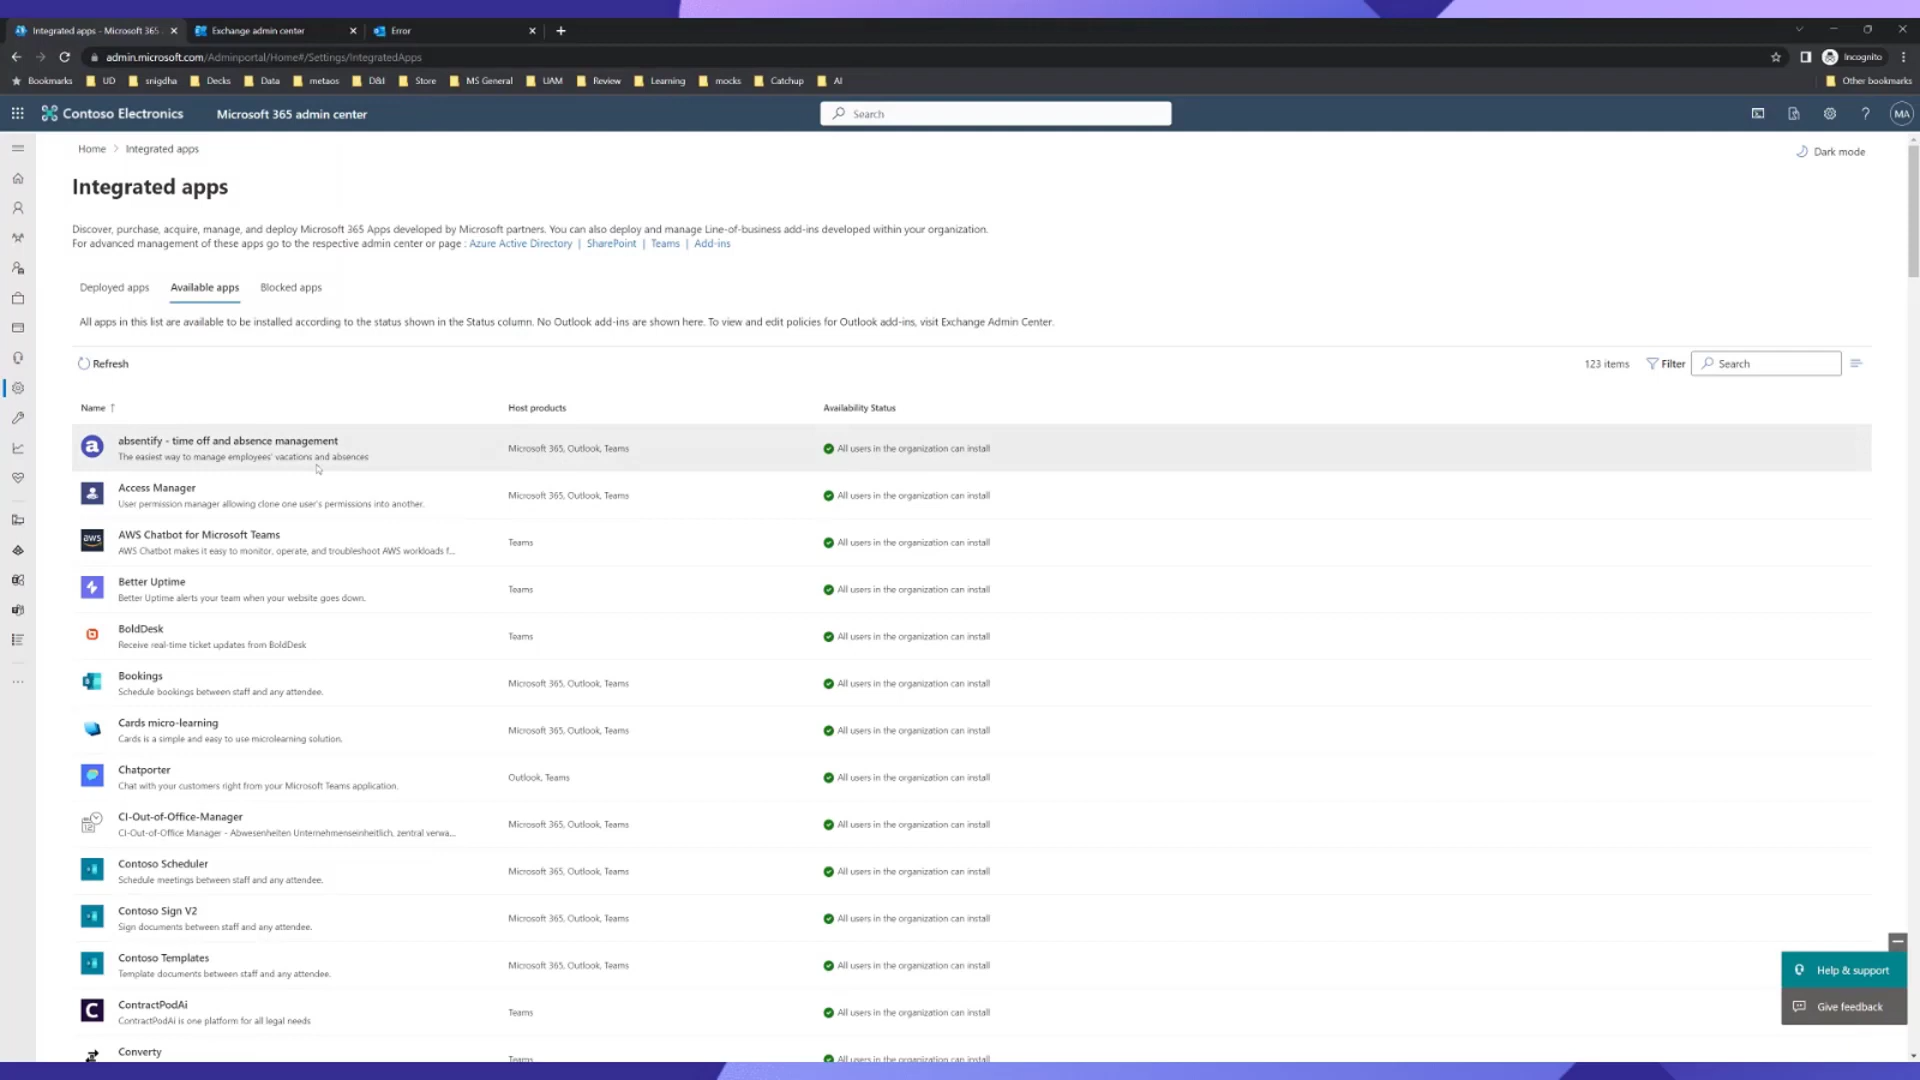 Integrated apps - Microsoft 365
Exchange admin center
Error
admin.microsoft.com/Adminportal/Home#/Settings/IntegratedApps
Incognito
Bookmarks
UD
snigdha
Decks
Data
metaos
D&I
Store
MS General
UAM
Review
Learning
mocks
Catchup
AI
Other bookmarks
Contoso Electronics
Microsoft 365 admin center
Search
MA
Home > Integrated apps
Dark mode
Integrated apps
Discover, purchase, acquire, manage, and deploy Microsoft 365 Apps developed by Microsoft partners. You can also deploy and manage Line-of-business add-ins developed within your organization.
For advanced management of these apps go to the respective admin center or page : Azure Active Directory | SharePoint | Teams | Add-ins
Deployed apps
Available apps
Blocked apps
All apps in this list are available to be installed according to the status shown in the Status column. No Outlook add-ins are shown here. To view and edit policies for Outlook add-ins, visit Exchange Admin Center.
Refresh
123 items
Filter
Search
Name ↑
Host products
Availability Status
absentify - time off and absence management
The easiest way to manage employees' vacations and absences
Microsoft 365, Outlook, Teams
All users in the organization can install
Access Manager
User permission manager allowing clone one user's permissions into another.
Microsoft 365, Outlook, Teams
All users in the organization can install
aws
AWS Chatbot for Microsoft Teams
AWS Chatbot makes it easy to monitor, operate, and troubleshoot AWS workloads f...
Teams
All users in the organization can install
Better Uptime
Better Uptime alerts your team when your website goes down.
Teams
All users in the organization can install
BoldDesk
Receive real-time ticket updates from BoldDesk
Teams
All users in the organization can install
Bookings
Schedule bookings between staff and any attendee.
Microsoft 365, Outlook, Teams
All users in the organization can install
Cards micro-learning
Cards is a simple and easy to use microlearning solution.
Microsoft 365, Outlook, Teams
All users in the organization can install
Chatporter
Chat with your customers right from your Microsoft Teams application.
Outlook, Teams
All users in the organization can install
CI-Out-of-Office-Manager
CI-Out-of-Office Manager - Abwesenheiten Unternehmenseinheitlich, zentral verwa...
Microsoft 365, Outlook, Teams
All users in the organization can install
Contoso Scheduler
Schedule meetings between staff and any attendee.
Microsoft 365, Outlook, Teams
All users in the organization can install
Contoso Sign V2
Sign documents between staff and any attendee.
Microsoft 365, Outlook, Teams
All users in the organization can install
Contoso Templates
Template documents between staff and any attendee.
Microsoft 365, Outlook, Teams
All users in the organization can install
ContractPodAi
ContractPodAi is one platform for all legal needs
Teams
All users in the organization can install
Converty
Teams
All users in the organization can install
Help & support
Give feedback